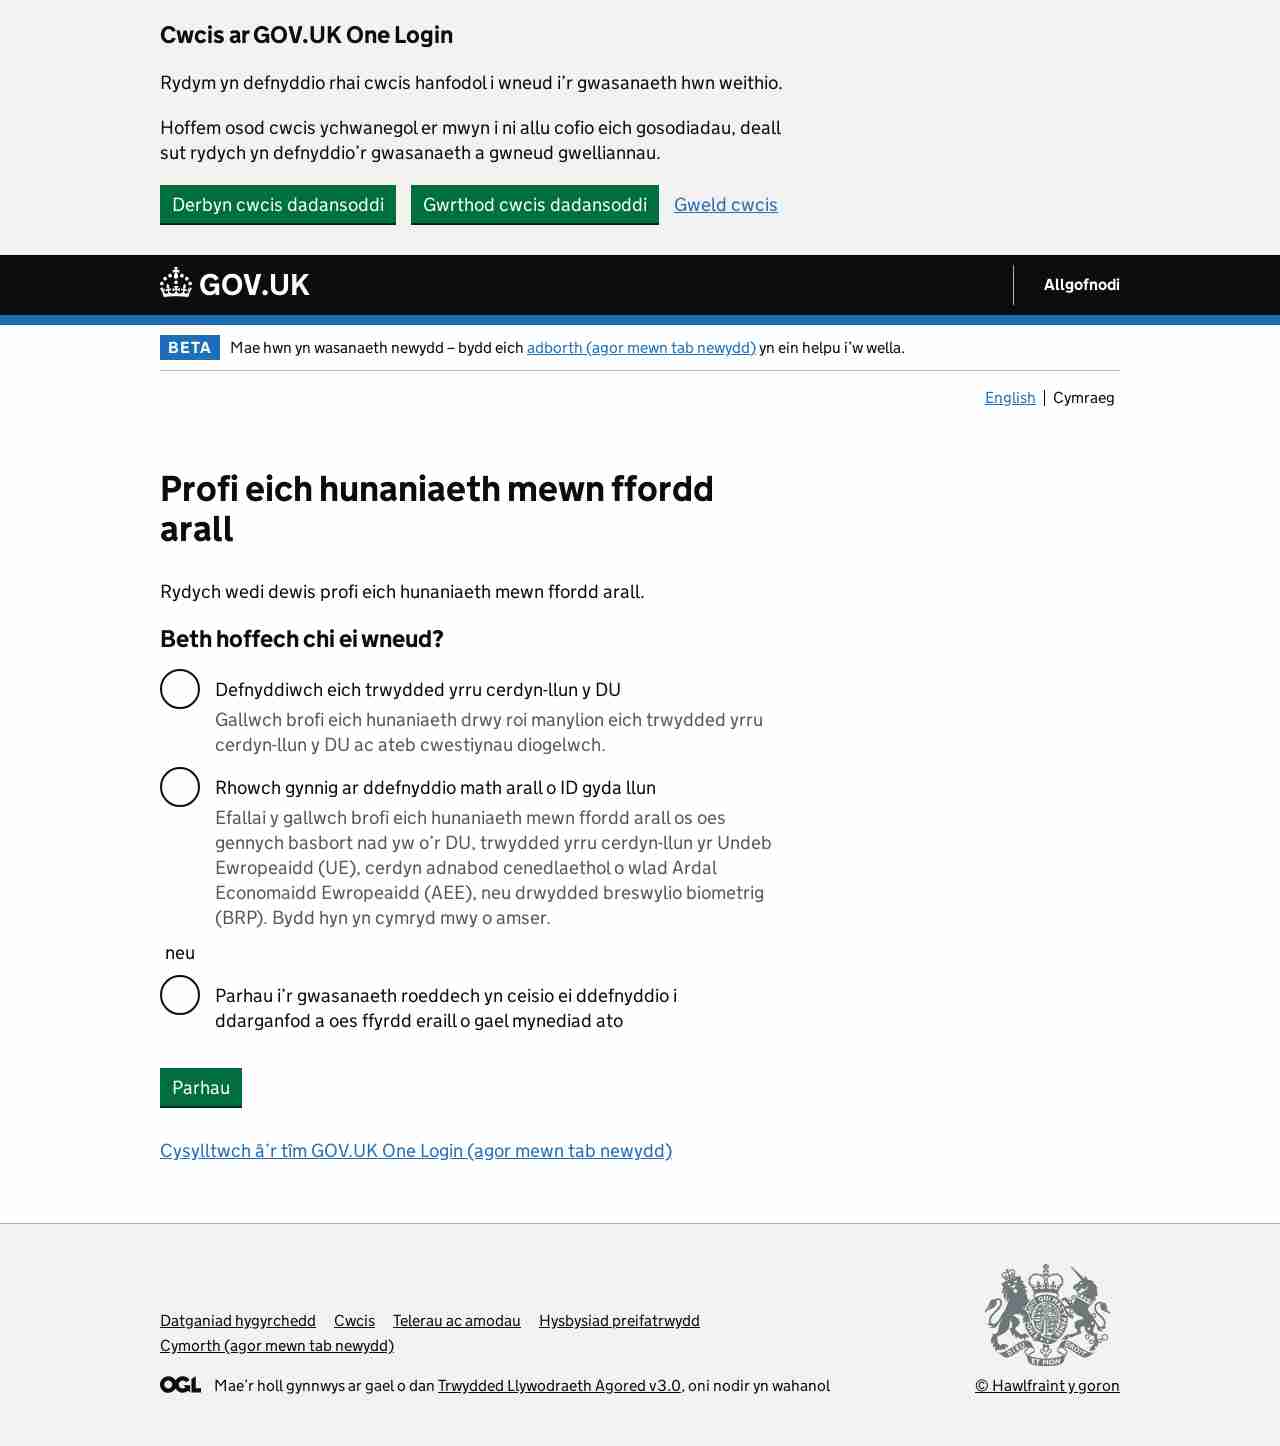 Cwcis ar GOV.UK One Login
Rydym yn defnyddio rhai cwcis hanfodol i wneud i’r gwasanaeth hwn weithio.
Hoffem osod cwcis ychwanegol er mwyn i ni allu cofio eich gosodiadau, deall
sut rydych yn defnyddio’r gwasanaeth a gwneud gwelliannau.
Derbyn cwcis dadansoddi Gwrthod cwcis dadansoddi Gweld cwcis
GOV.UK Allgofnodi
BETA Mae hwn yn wasanaeth newydd – bydd eich adborth (agor mewn tab newydd) yn ein helpu i’w wella.
English | Cymraeg
Profi eich hunaniaeth mewn ffordd
arall
Rydych wedi dewis profi eich hunaniaeth mewn ffordd arall.
Beth hoffech chi ei wneud?
Defnyddiwch eich trwydded yrru cerdyn-llun y DU
Gallwch brofi eich hunaniaeth drwy roi manylion eich trwydded yrru
cerdyn-llun y DU ac ateb cwestiynau diogelwch.
Rhowch gynnig ar ddefnyddio math arall o ID gyda llun
Efallai y gallwch brofi eich hunaniaeth mewn ffordd arall os oes
gennych basbort nad yw o’r DU, trwydded yrru cerdyn-llun yr Undeb
Ewropeaidd (UE), cerdyn adnabod cenedlaethol o wlad Ardal
Economaidd Ewropeaidd (AEE), neu drwydded breswylio biometrig
(BRP). Bydd hyn yn cymryd mwy o amser.
neu
Parhau i’r gwasanaeth roeddech yn ceisio ei ddefnyddio i
ddarganfod a oes ffyrdd eraill o gael mynediad ato
Parhau
Cysylltwch â’r tîm GOV.UK One Login (agor mewn tab newydd)
Datganiad hygyrchedd Cwcis Telerau ac amodau Hysbysiad preifatrwydd
Cymorth (agor mewn tab newydd)
OGL Mae’r holl gynnwys ar gael o dan Trwydded Llywodraeth Agored v3.0, oni nodir yn wahanol
© Hawlfraint y goron